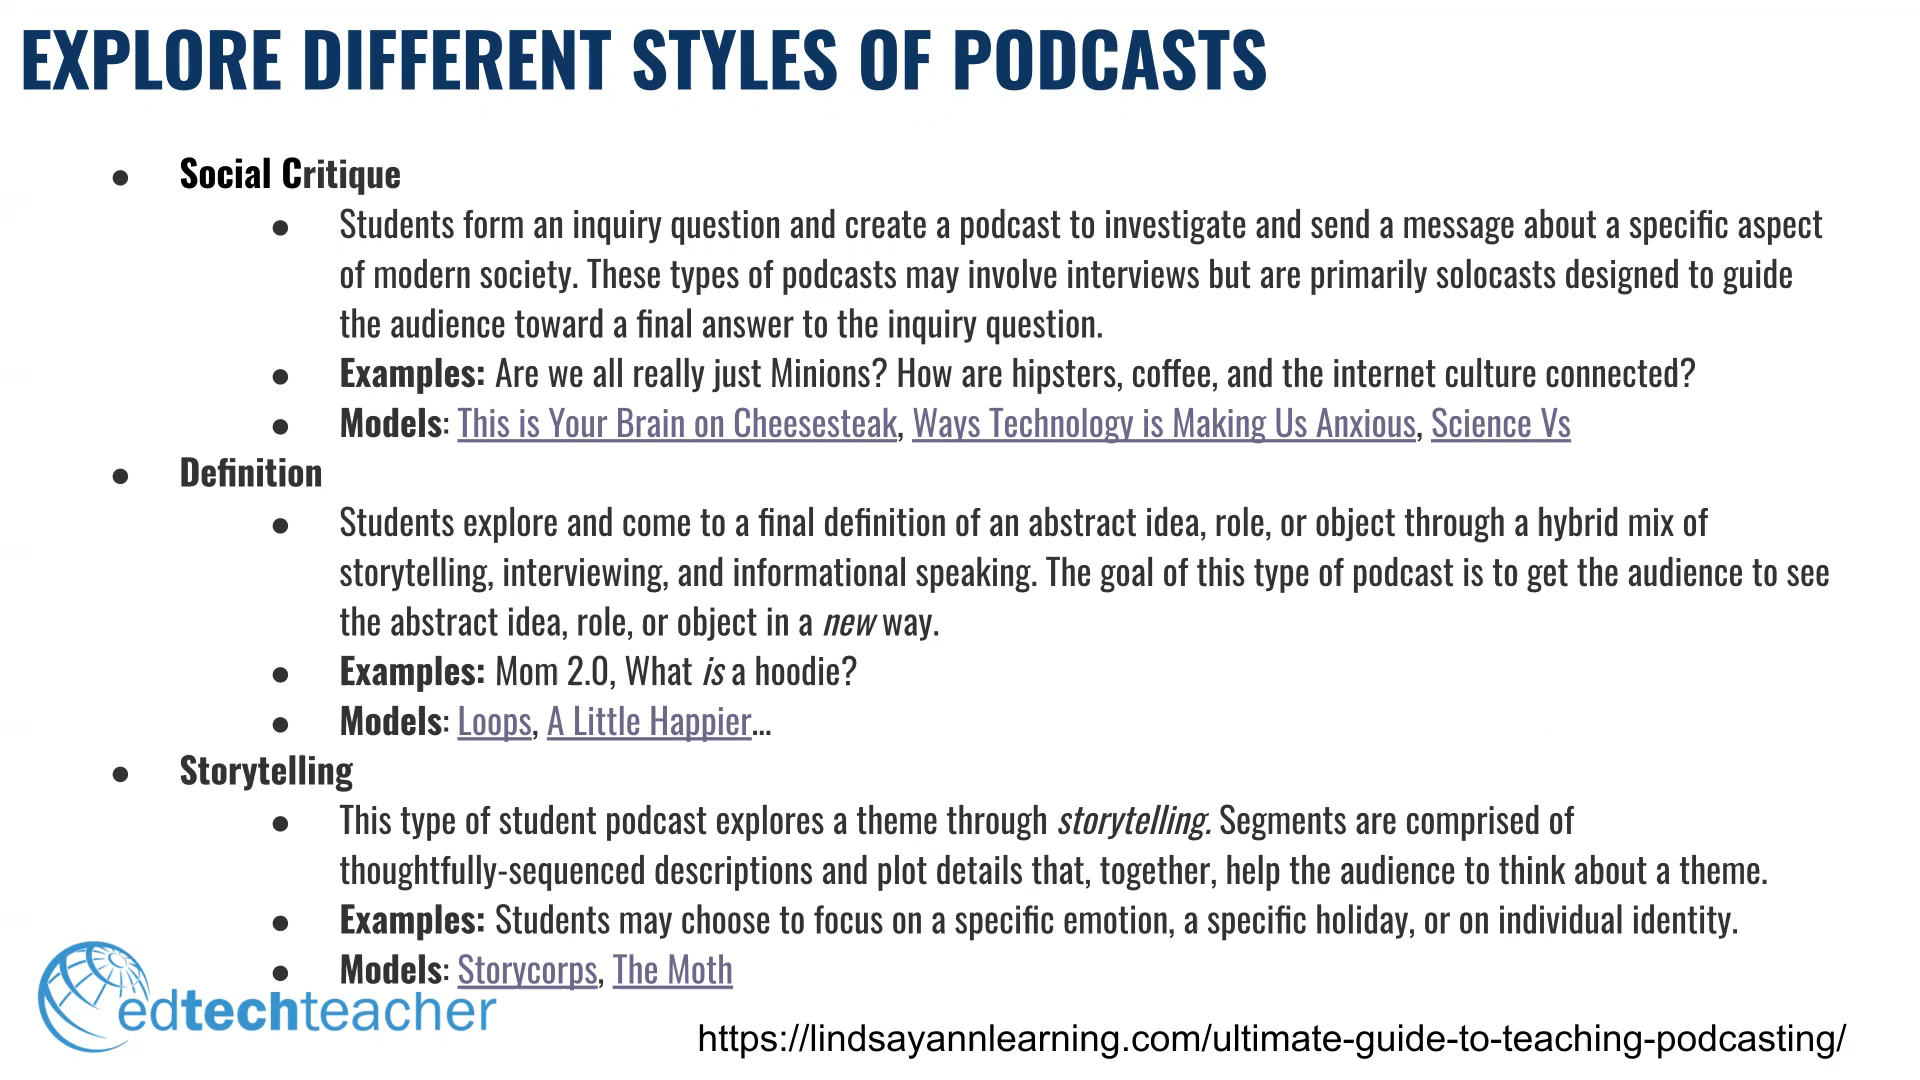 EXPLORE DIFFERENT STYLES OF PODCASTS
● Social Critique
● Students form an inquiry question and create a podcast to investigate and send a message about a specific aspect
of modern society. These types of podcasts may involve interviews but are primarily solocasts designed to guide
the audience toward a final answer to the inquiry question.
● Examples: Are we all really just Minions? How are hipsters, coffee, and the internet culture connected?
● Models: This is Your Brain on Cheesesteak, Ways Technology is Making Us Anxious, Science Vs
● Definition
● Students explore and come to a final definition of an abstract idea, role, or object through a hybrid mix of
storytelling, interviewing, and informational speaking. The goal of this type of podcast is to get the audience to see
the abstract idea, role, or object in a new way.
● Examples: Mom 2.0, What is a hoodie?
● Models: Loops, A Little Happier...
● Storytelling
● This type of student podcast explores a theme through storytelling. Segments are comprised of
thoughtfully-sequenced descriptions and plot details that, together, help the audience to think about a theme.
● Examples: Students may choose to focus on a specific emotion, a specific holiday, or on individual identity.
● Models: Storycorps, The Moth
edtechteacher
https://lindsayannlearning.com/ultimate-guide-to-teaching-podcasting/